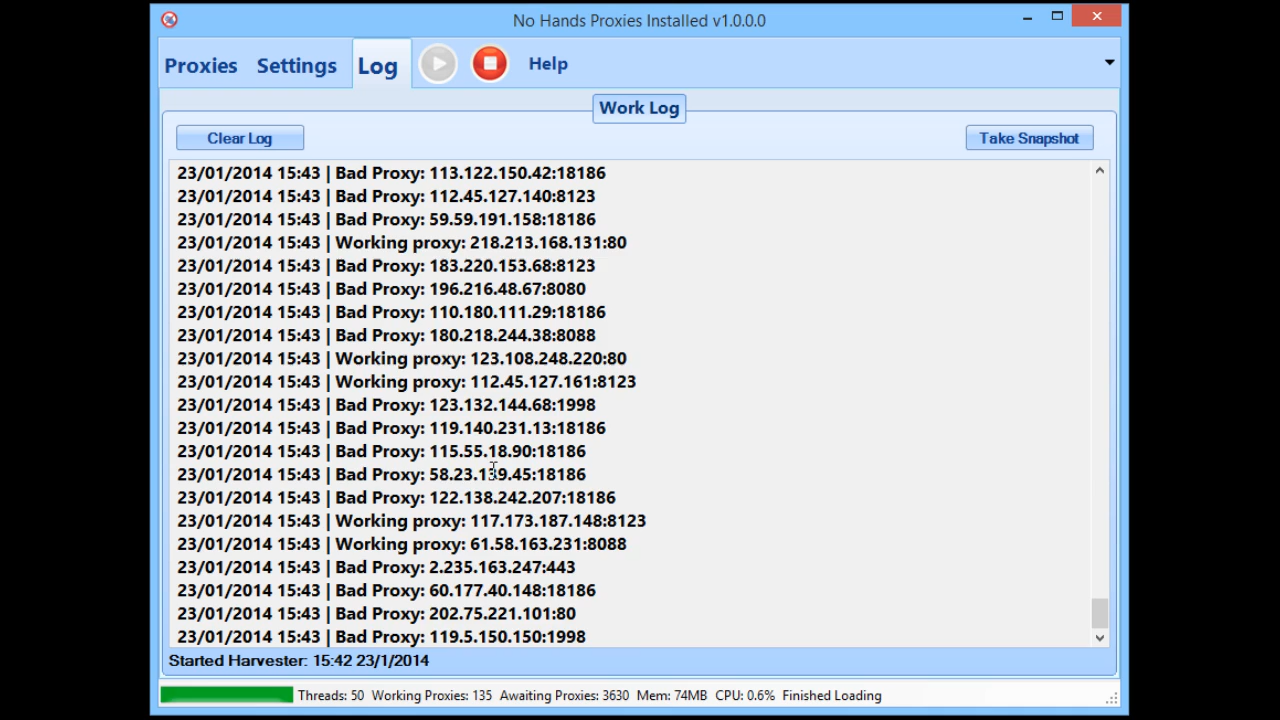 No Hands Proxies Installed v1.0.0.0
Proxies Settings Log Help
Work Log
Clear Log Take Snapshot
23/01/2014 15:43 | Bad Proxy: 113.122.150.42:18186
23/01/2014 15:43 | Bad Proxy: 112.45.127.140:8123
23/01/2014 15:43 | Bad Proxy: 59.59.191.158:18186
23/01/2014 15:43 | Working proxy: 218.213.168.131:80
23/01/2014 15:43 | Bad Proxy: 183.220.153.68:8123
23/01/2014 15:43 | Bad Proxy: 196.216.48.67:8080
23/01/2014 15:43 | Bad Proxy: 110.180.111.29:18186
23/01/2014 15:43 | Bad Proxy: 180.218.244.38:8088
23/01/2014 15:43 | Working proxy: 123.108.248.220:80
23/01/2014 15:43 | Working proxy: 112.45.127.161:8123
23/01/2014 15:43 | Bad Proxy: 123.132.144.68:1998
23/01/2014 15:43 | Bad Proxy: 119.140.231.13:18186
23/01/2014 15:43 | Bad Proxy: 115.55.18.90:18186
23/01/2014 15:43 | Bad Proxy: 58.23.139.45:18186
23/01/2014 15:43 | Bad Proxy: 122.138.242.207:18186
23/01/2014 15:43 | Working proxy: 117.173.187.148:8123
23/01/2014 15:43 | Working proxy: 61.58.163.231:8088
23/01/2014 15:43 | Bad Proxy: 2.235.163.247:443
23/01/2014 15:43 | Bad Proxy: 60.177.40.148:18186
23/01/2014 15:43 | Bad Proxy: 202.75.221.101:80
23/01/2014 15:43 | Bad Proxy: 119.5.150.150:1998
Started Harvester: 15:42 23/1/2014
Threads: 50 Working Proxies: 135 Awaiting Proxies: 3630 Mem: 74MB CPU: 0.6% Finished Loading